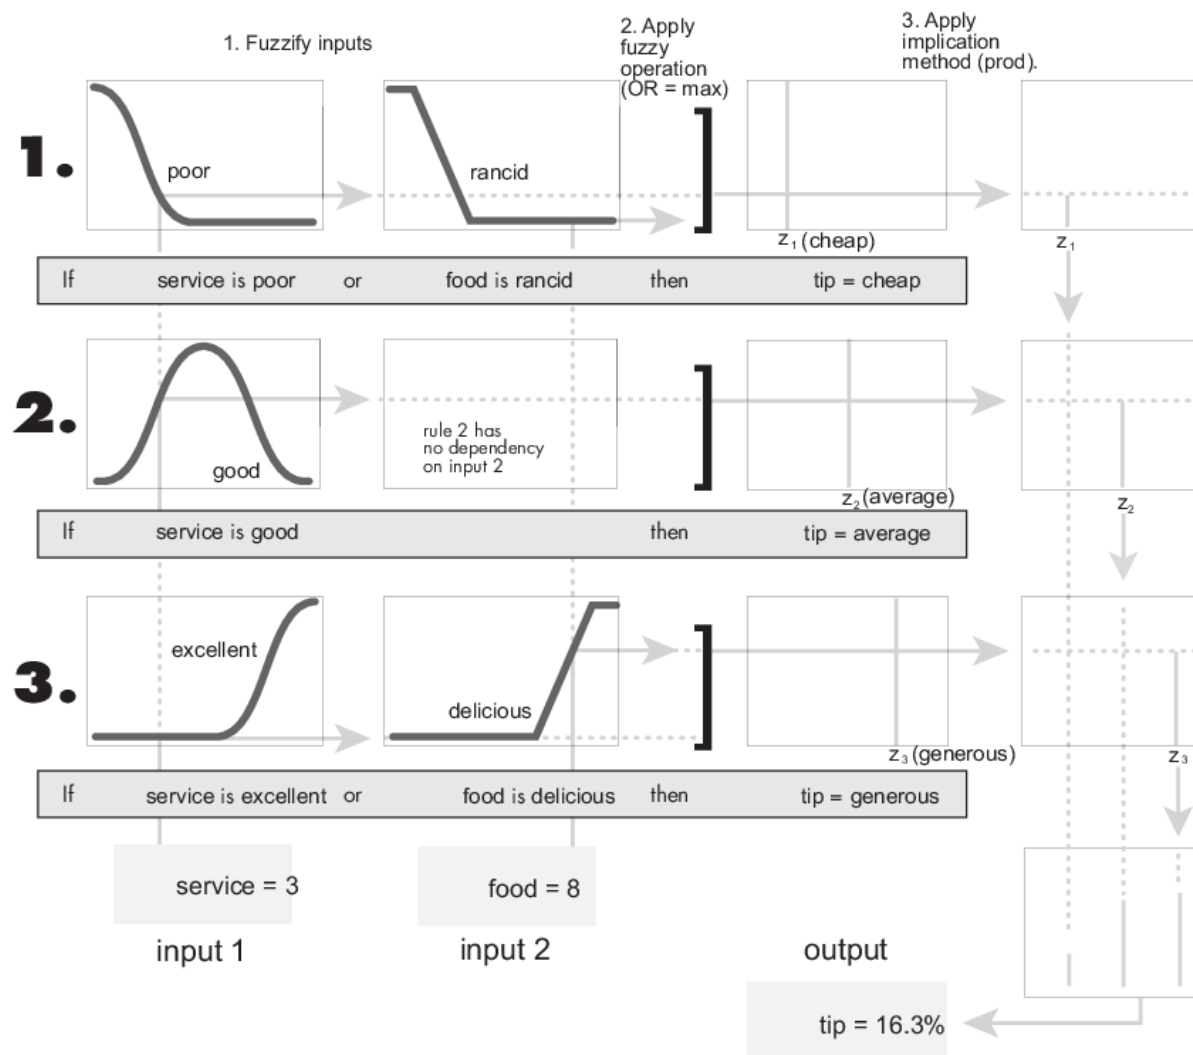 1. Fuzzify inputs
2. Apply
fuzzy
operation
(OR = max)
3. Apply
implication
method (prod).
1.
poor
rancid
z₁ (cheap)
z₁
If service is poor or food is rancid then tip = cheap
2.
good
rule 2 has
no dependency
on input 2
z₂ (average)
z₂
If service is good then tip = average
3.
excellent
delicious
z₃ (generous)
z₃
If service is excellent or food is delicious then tip = generous
service = 3
food = 8
input 1
input 2
output
tip = 16.3%